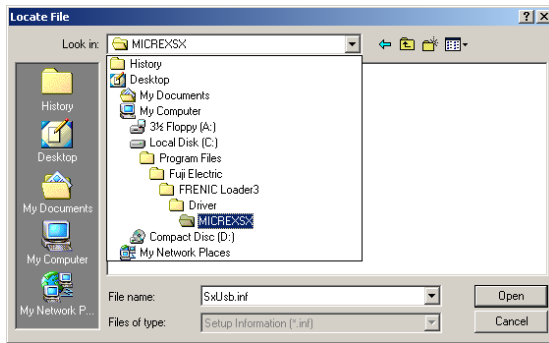 Locate File
Look in: MICREXSX
History
Desktop
My Documents
My Computer
3½ Floppy (A:)
Local Disk (C:)
Program Files
Fuji Electric
FRENIC Loader3
Driver
MICREXSX
Compact Disc (D:)
My Network Places
History
Desktop
My Documents
My Computer
My Network P...
File name: SxUsb.inf Open
Files of type: Setup Information (*.inf) Cancel